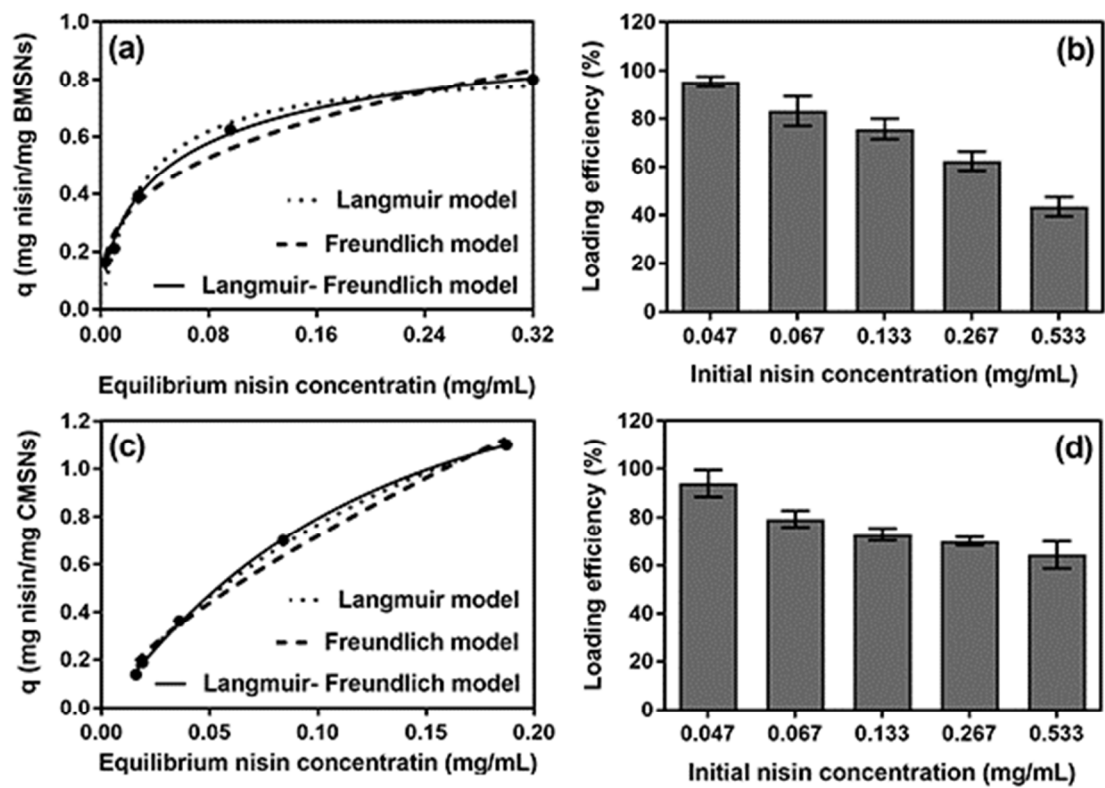 (a)
q (mg nisin/mg BMSNs)
1.0
0.8
0.6
0.4
0.2
0.0
Langmuir model
Freundlich model
Langmuir- Freundlich model
0.00 0.08 0.16 0.24 0.32
Equilibrium nisin concentratin (mg/mL)
(b)
Loading efficiency (%)
120
100
80
60
40
20
0
0.047 0.067 0.133 0.267 0.533
Initial nisin concentration (mg/mL)
(c)
q (mg nisin/mg CMSNs)
1.2
1.0
0.8
0.6
0.4
0.2
0.0
Langmuir model
Freundlich model
Langmuir- Freundlich model
0.00 0.05 0.10 0.15 0.20
Equilibrium nisin concentratin (mg/mL)
(d)
Loading efficiency (%)
120
100
80
60
40
20
0
0.047 0.067 0.133 0.267 0.533
Initial nisin concentration (mg/mL)